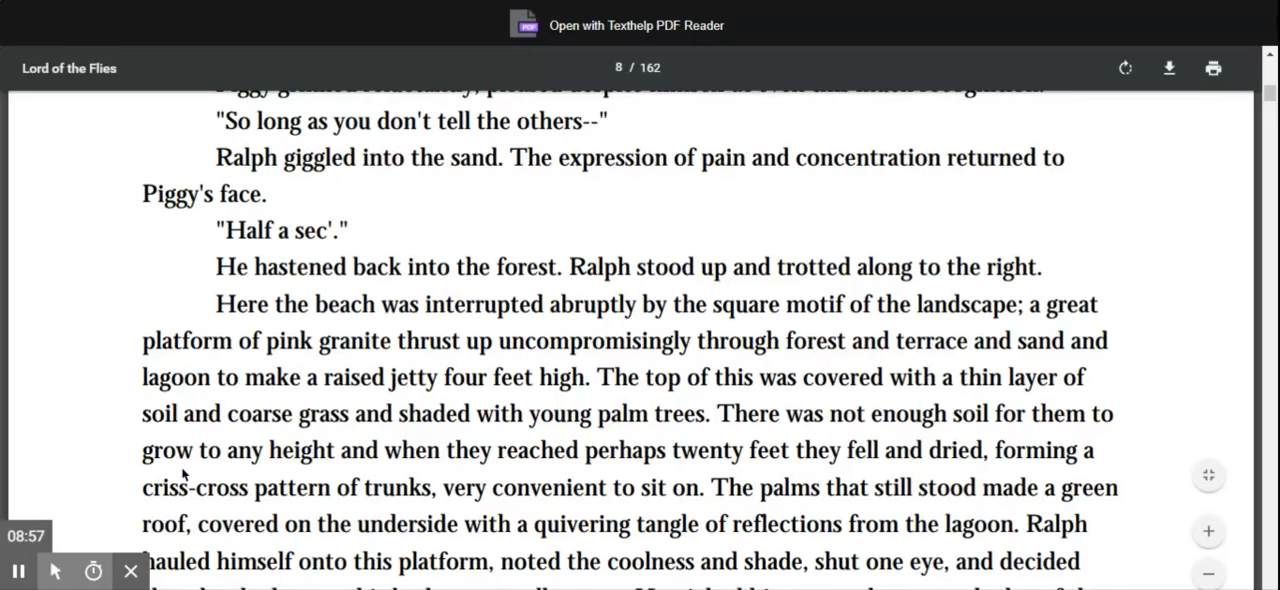 Open with Texthelp PDF Reader
Lord of the Flies
8 / 162
"So long as you don't tell the others--"
Ralph giggled into the sand. The expression of pain and concentration returned to
Piggy's face.
"Half a sec'."
He hastened back into the forest. Ralph stood up and trotted along to the right.
Here the beach was interrupted abruptly by the square motif of the landscape; a great
platform of pink granite thrust up uncompromisingly through forest and terrace and sand and
lagoon to make a raised jetty four feet high. The top of this was covered with a thin layer of
soil and coarse grass and shaded with young palm trees. There was not enough soil for them to
grow to any height and when they reached perhaps twenty feet they fell and dried, forming a
criss-cross pattern of trunks, very convenient to sit on. The palms that still stood made a green
roof, covered on the underside with a quivering tangle of reflections from the lagoon. Ralph
hauled himself onto this platform, noted the coolness and shade, shut one eye, and decided
08:57